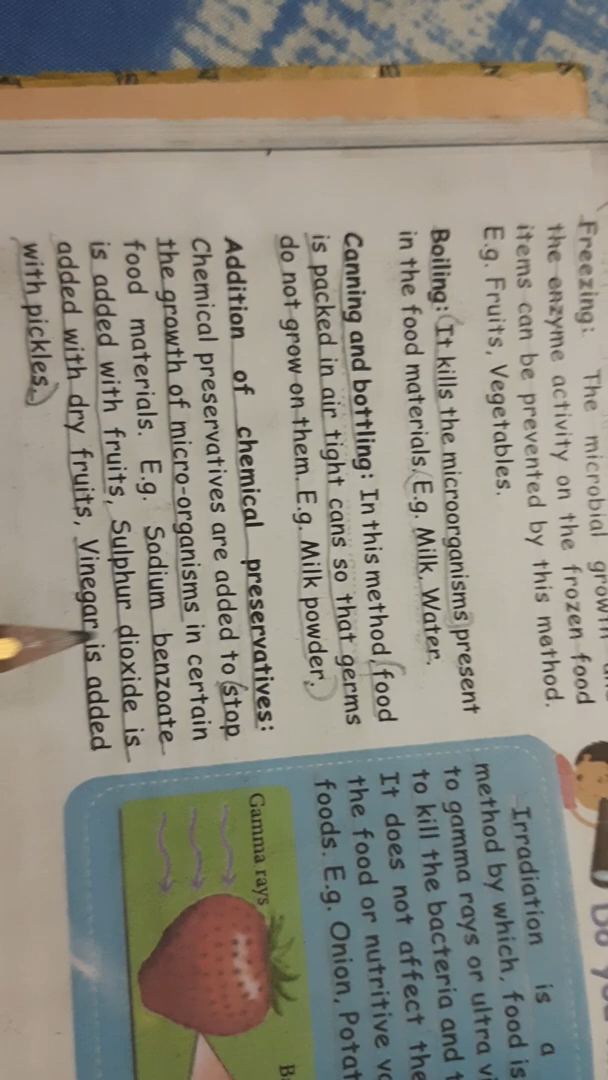 Freezing: The microbial growth
the enzyme activity on the frozen food
items can be prevented by this method.
E.g. Fruits, Vegetables.
Boiling: It kills the microorganisms present
in the food materials. E.g. Milk, Water.
Canning and bottling: In this method, food
is packed in air tight cans so that germs
do not grow on them. E.g. Milk powder.
Addition of chemical preservatives:
Chemical preservatives are added to stop
the growth of micro-organisms in certain
food materials. E.g. Sodium benzoate
is added with fruits, Sulphur dioxide is
added with dry fruits, Vinegar is added
with pickles.
Irradiation is a
method by which, food is
to gamma rays or ultra
to kill the bacteria and
It does not affect the
the food or nutritive
foods. E.g. Onion,
Gamma rays